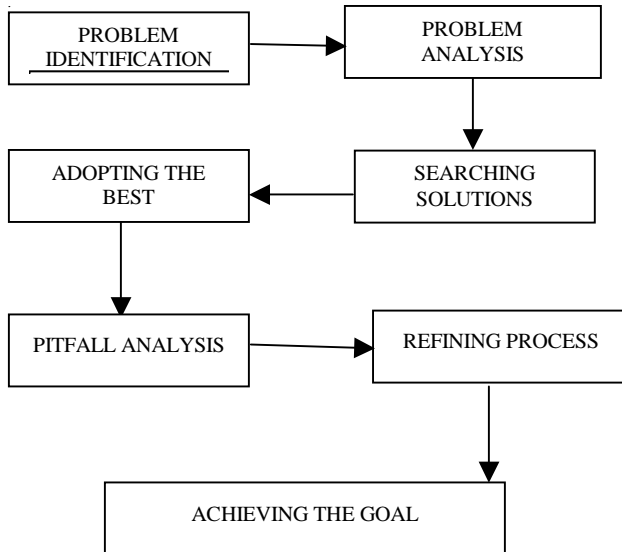 PROBLEM
IDENTIFICATION
PROBLEM
ANALYSIS
ADOPTING THE
BEST
SEARCHING
SOLUTIONS
PITFALL ANALYSIS
REFINING PROCESS
ACHIEVING THE GOAL